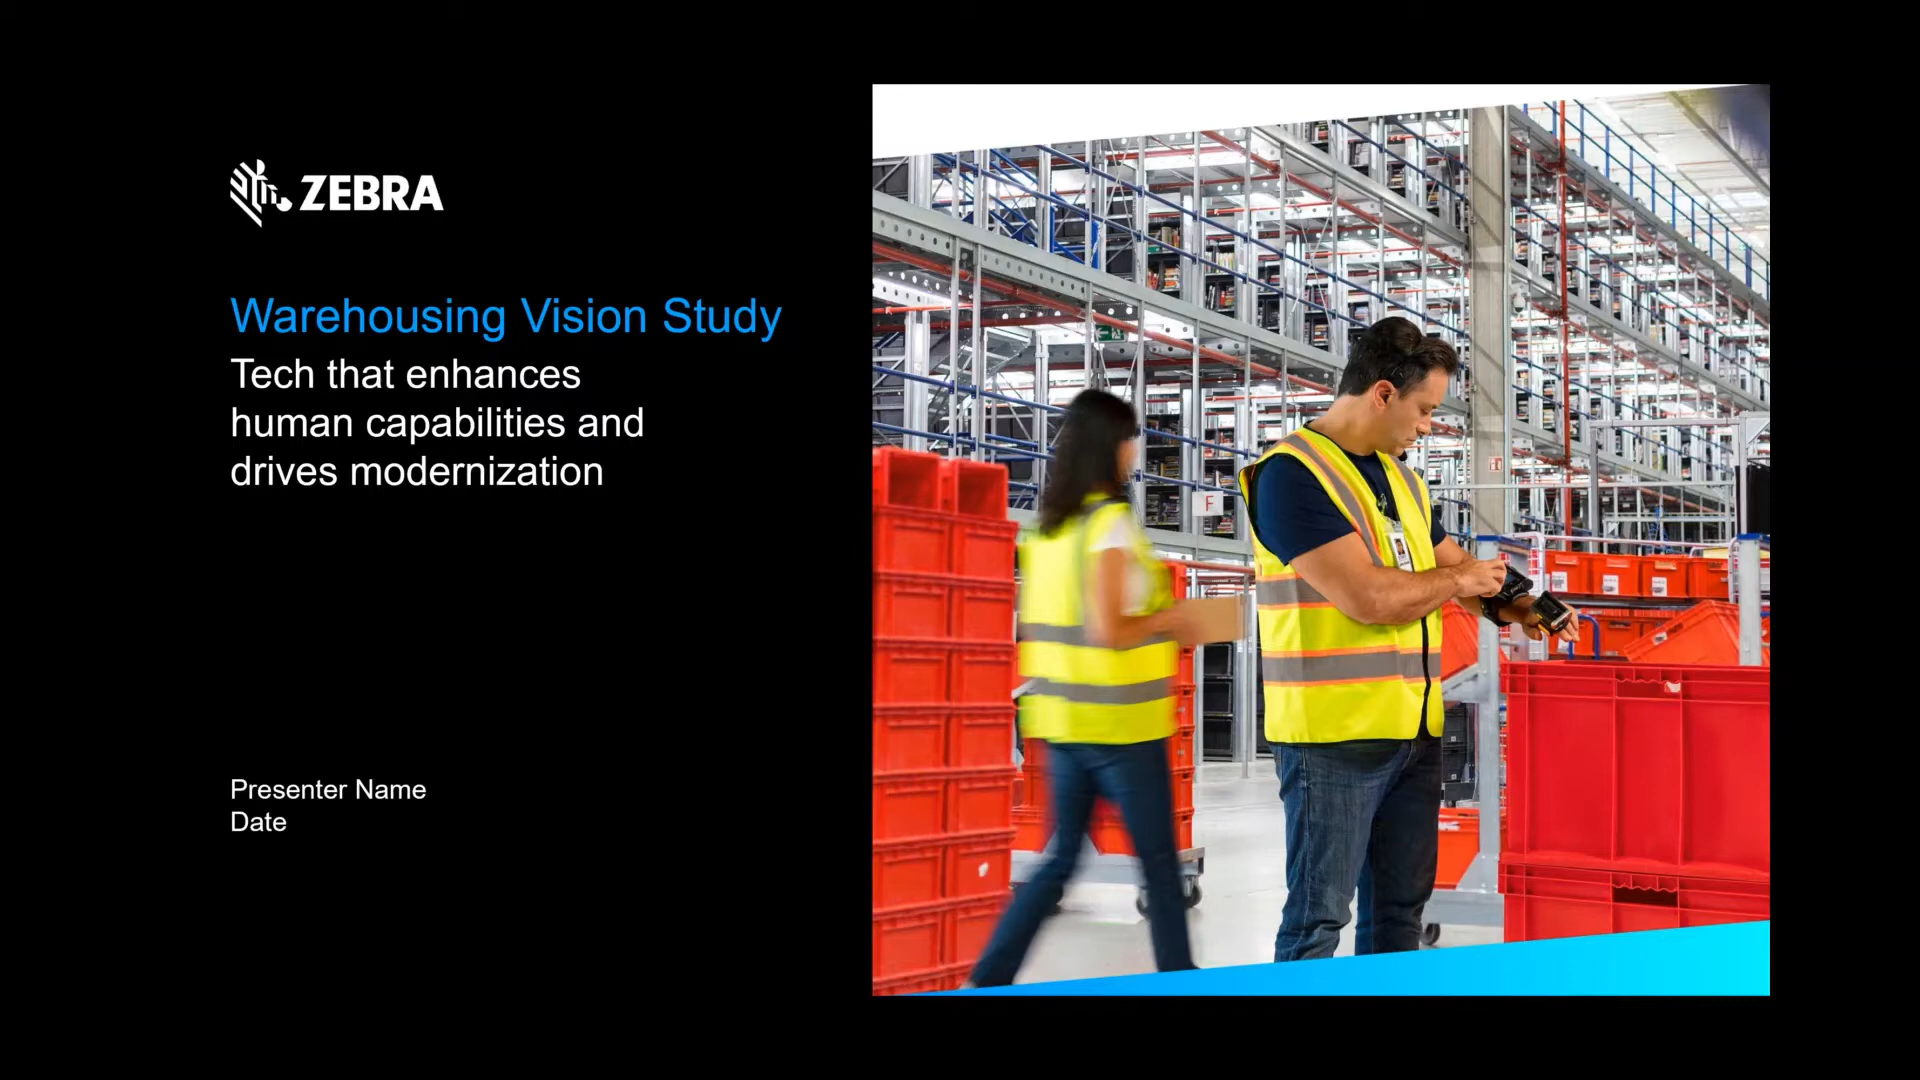 ZEBRA
Warehousing Vision Study
Tech that enhances
human capabilities and
drives modernization
Presenter Name
Date
F